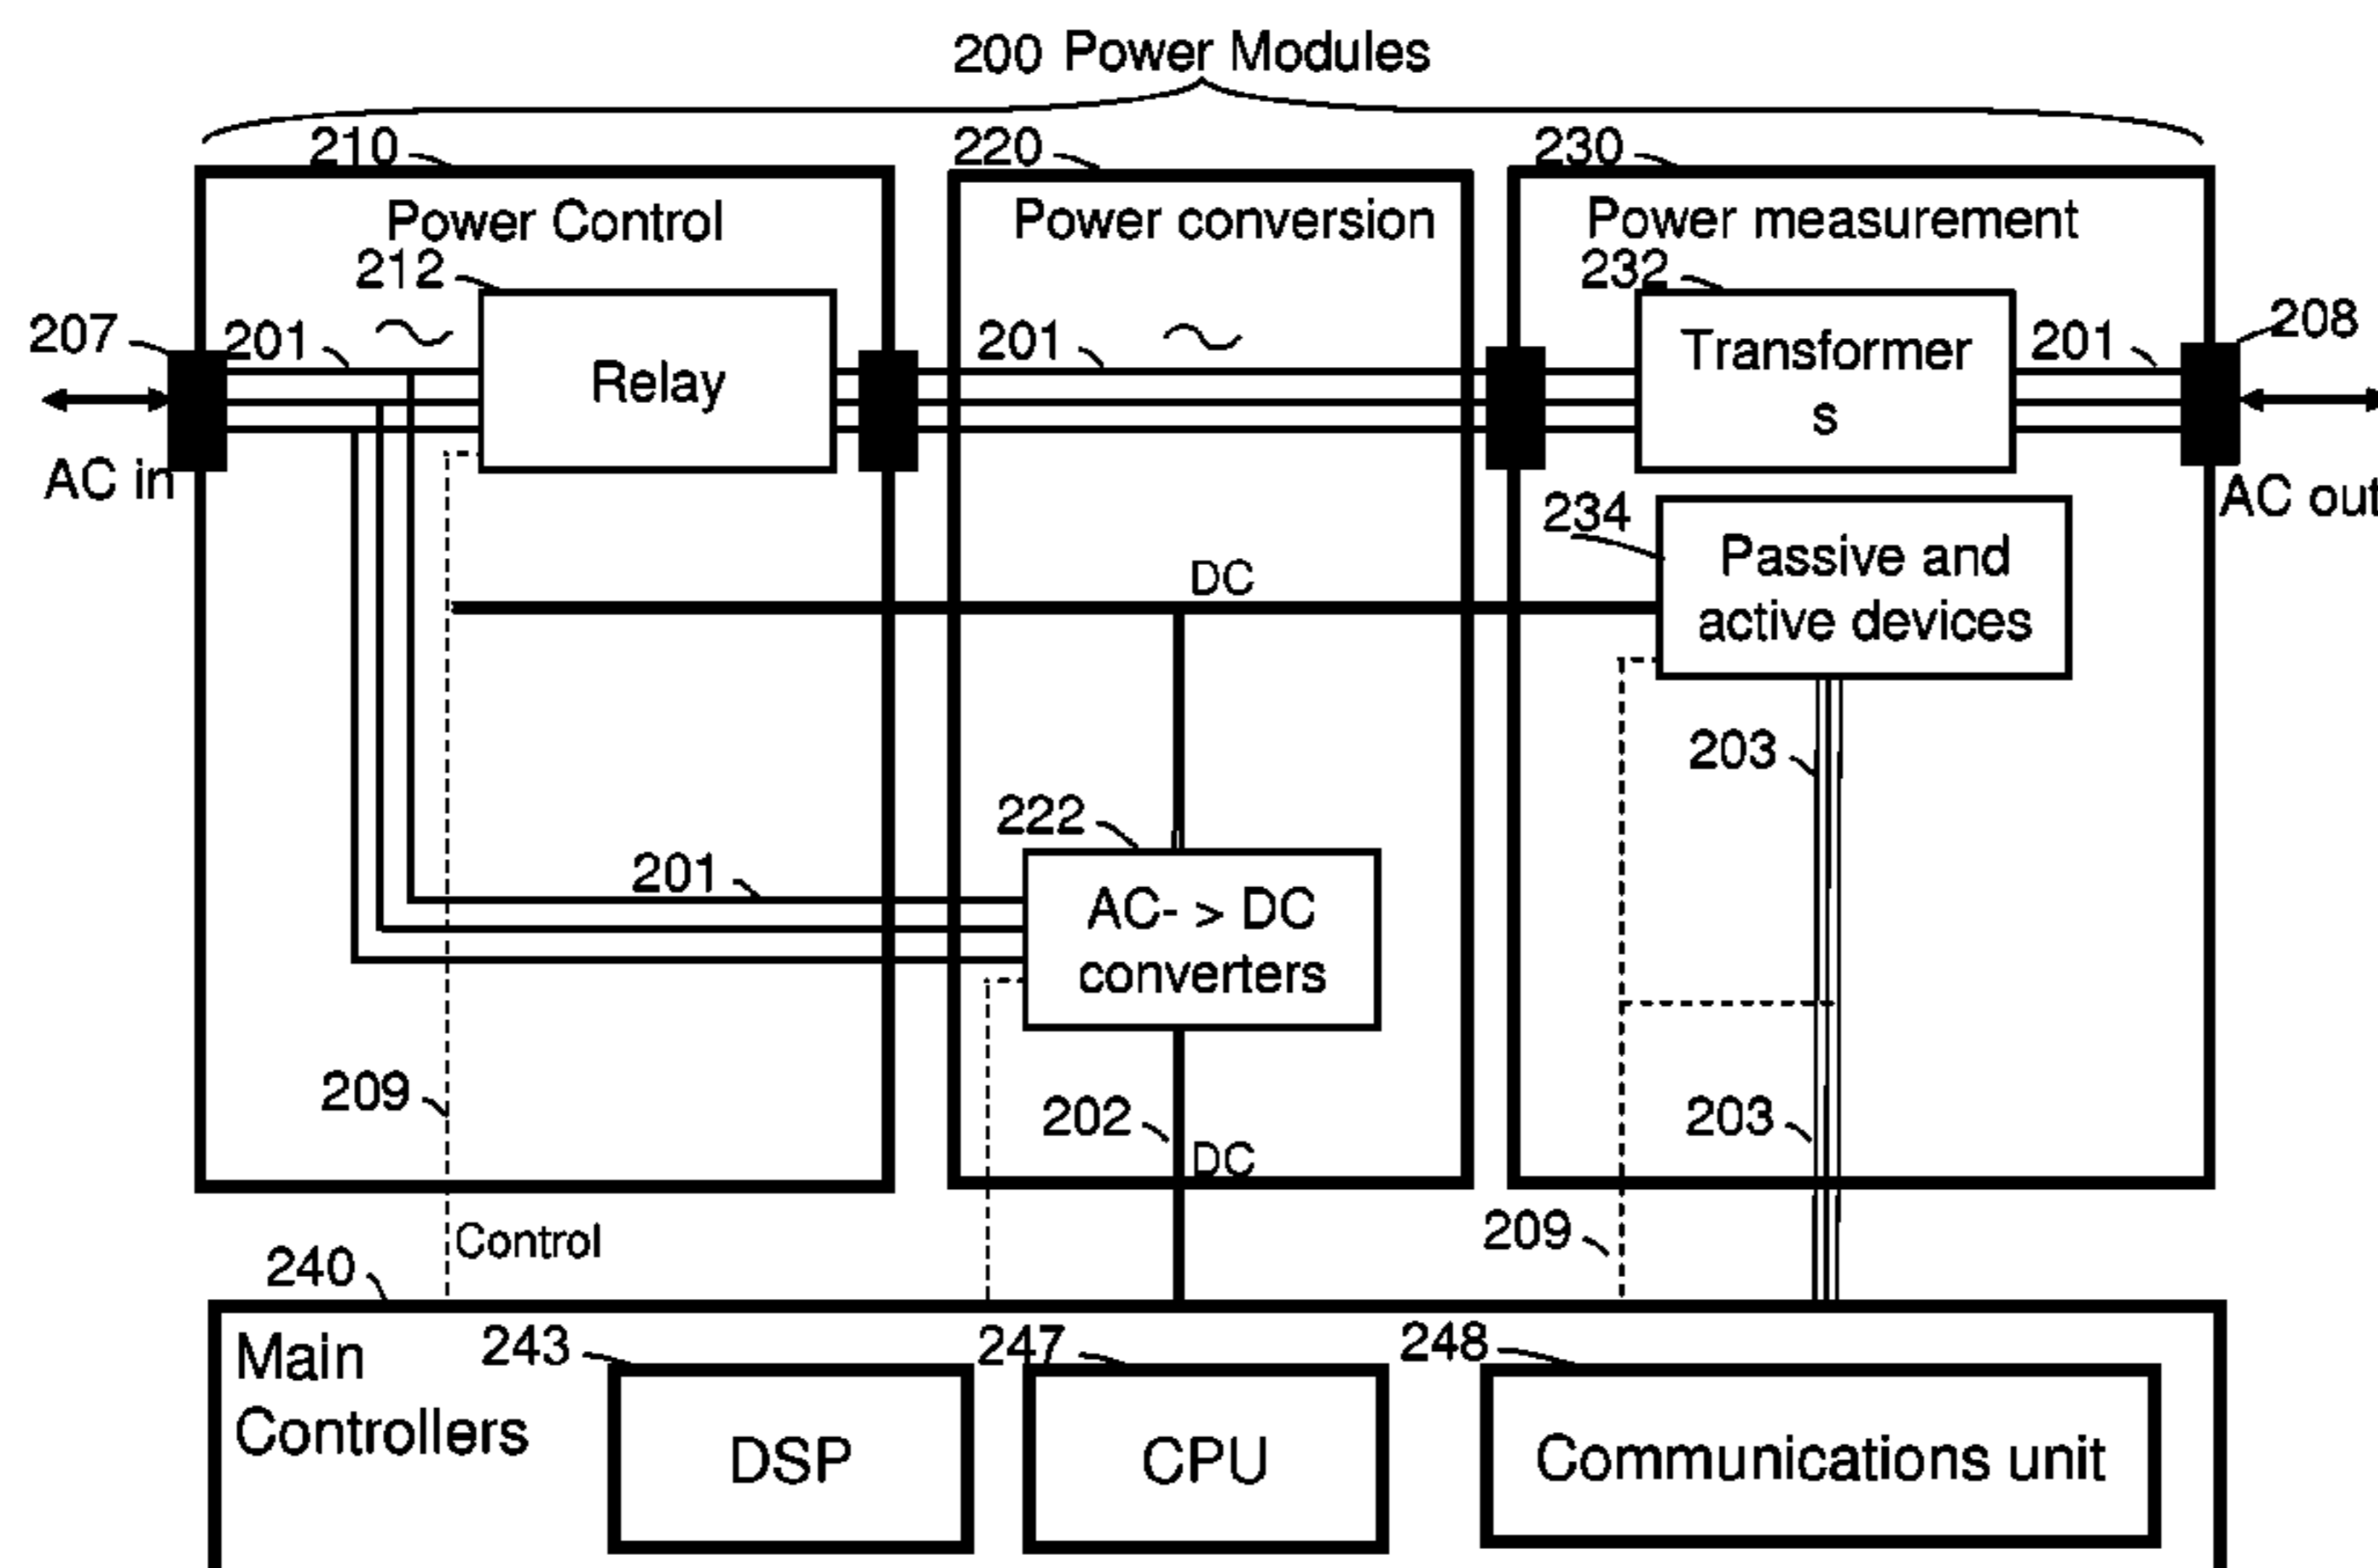 200 Power Modules
210
220
230
Power Control
Power conversion
Power measurement
212
232
207
201
201
201
208
Relay
Transformer
s
AC in
AC out
234
Passive and
active devices
DC
203
222
201
AC- > DC
converters
209
202
203
DC
209
Control
240
Main
Controllers
243
247
248
DSP
CPU
Communications unit